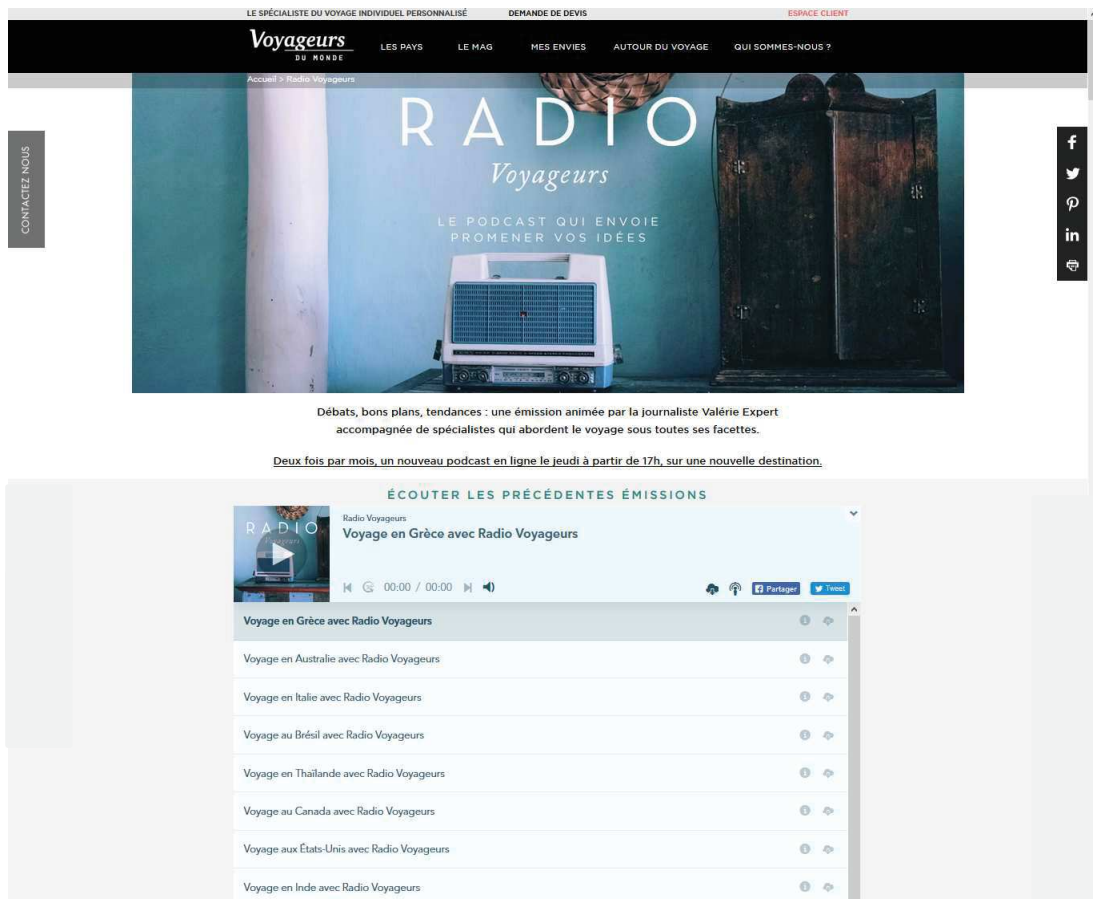 LE SPÉCIALISTE DU VOYAGE INDIVIDUEL PERSONNALISÉ DEMANDE DE DEVIS ESPACE CLIENT
Voyageurs
DU MONDE
LES PAYS LE MAG MES ENVIES AUTOUR DU VOYAGE QUI SOMMES-NOUS ?
Accueil > Radio Voyageurs
RADIO
Voyageurs
LE PODCAST QUI ENVOIE
PROMENER VOS IDÉES
CONTACTEZ NOUS
Débats, bons plans, tendances : une émission animée par la journaliste Valérie Expert
accompagnée de spécialistes qui abordent le voyage sous toutes ses facettes.
Deux fois par mois, un nouveau podcast en ligne le jeudi à partir de 17h, sur une nouvelle destination.
ÉCOUTER LES PRÉCÉDENTES ÉMISSIONS
RADIO
Voyageurs
Radio Voyageurs
Voyage en Grèce avec Radio Voyageurs
00:00 / 00:00
Partager Tweet
Voyage en Grèce avec Radio Voyageurs
Voyage en Australie avec Radio Voyageurs
Voyage en Italie avec Radio Voyageurs
Voyage au Brésil avec Radio Voyageurs
Voyage en Thaïlande avec Radio Voyageurs
Voyage au Canada avec Radio Voyageurs
Voyage aux États-Unis avec Radio Voyageurs
Voyage en Inde avec Radio Voyageurs